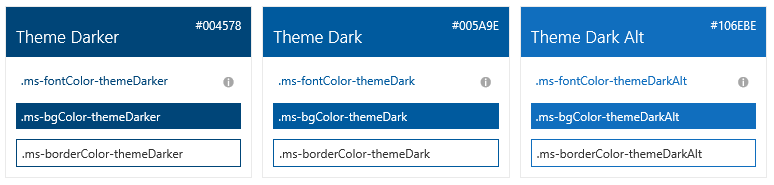 #004578
Theme Darker
.ms-fontColor-themeDarker
.ms-bgColor-themeDarker
.ms-borderColor-themeDarker
#005A9E
Theme Dark
.ms-fontColor-themeDark
.ms-bgColor-themeDark
.ms-borderColor-themeDark
#106EBE
Theme Dark Alt
.ms-fontColor-themeDarkAlt
.ms-bgColor-themeDarkAlt
.ms-borderColor-themeDarkAlt